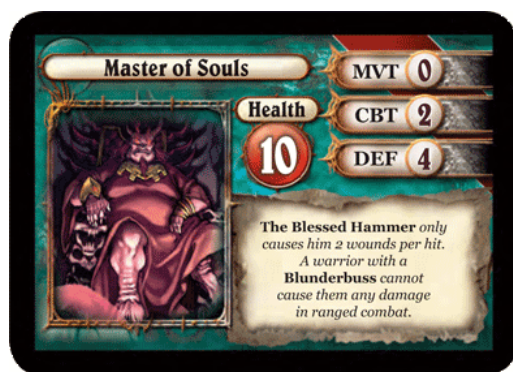 Master of Souls
MVT 0
Health
CBT 2
10
DEF 4
The Blessed Hammer only
causes him 2 wounds per hit.
A warrior with a
Blunderbuss cannot
cause them any damage
in ranged combat.